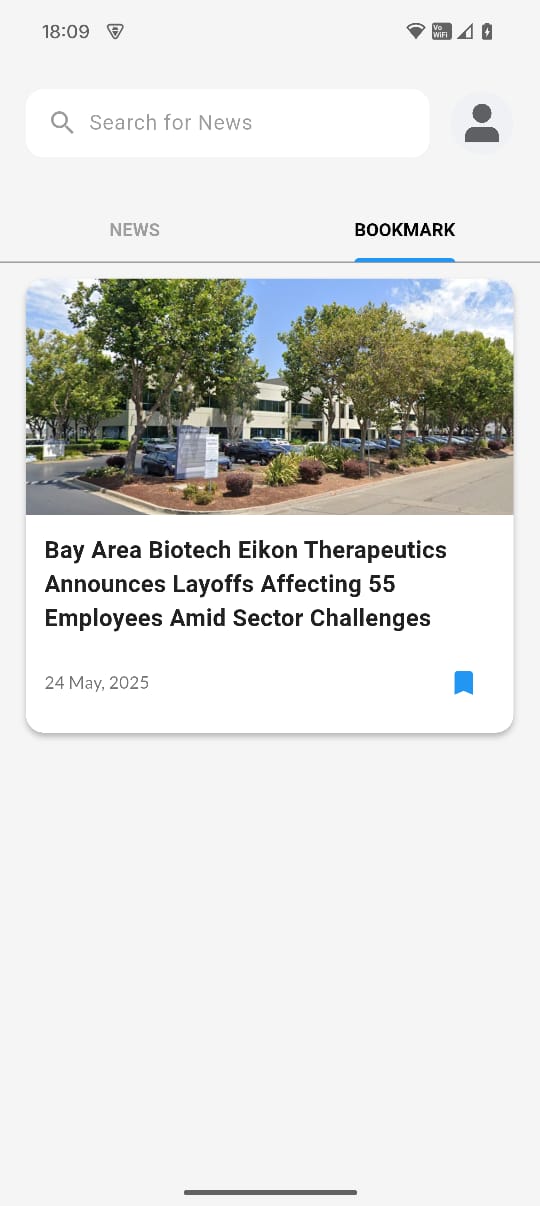 18:09
Vo
WiFi
Search for News
NEWS
BOOKMARK
Bay Area Biotech Eikon Therapeutics
Announces Layoffs Affecting 55
Employees Amid Sector Challenges
24 May, 2025